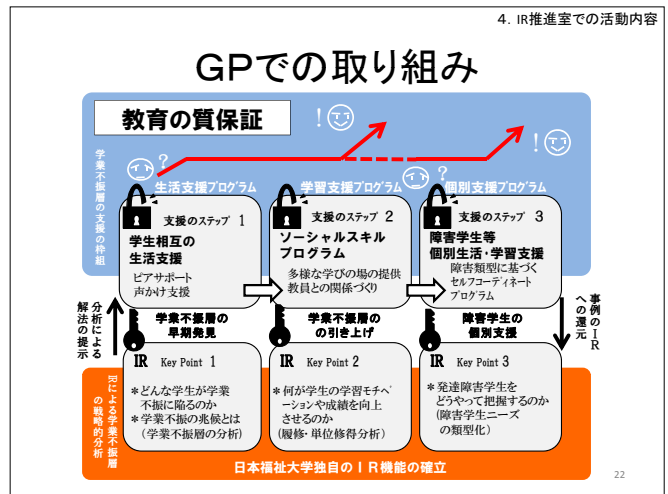 4．IR推進室での活動内容
GPでの取り組み
教育の質保証
！
？
！
？
学業不振層の支援の枠組
生活支援プログラム
学習支援プログラム
個別支援プログラム
支援のステップ 1
学生相互の
生活支援
ピアサポート
声かけ支援
支援のステップ 2
ソーシャルスキル
プログラム
多様な学びの場の提供
教員との関係づくり
支援のステップ 3
障害学生等
個別生活・学習支援
障害類型に基づく
セルフコーディネート
プログラム
分析による
解法の提示
学業不振層の
早期発見
学業不振層の
の引き上げ
障害学生の
個別支援
事例のIR
への還元
IRによる学業不振層
の戦略的分析
IR Key Point 1
＊どんな学生が学業
不振に陥るのか
＊学業不振の兆候とは
（学業不振層の分析）
IR Key Point 2
＊何が学生の学習モチベ
ーションや成績を向上
させるのか
（履修・単位修得分析）
IR Key Point 3
＊発達障害学生を
どうやって把握するのか
（障害学生ニーズ
の類型化）
日本福祉大学独自のＩＲ機能の確立
22